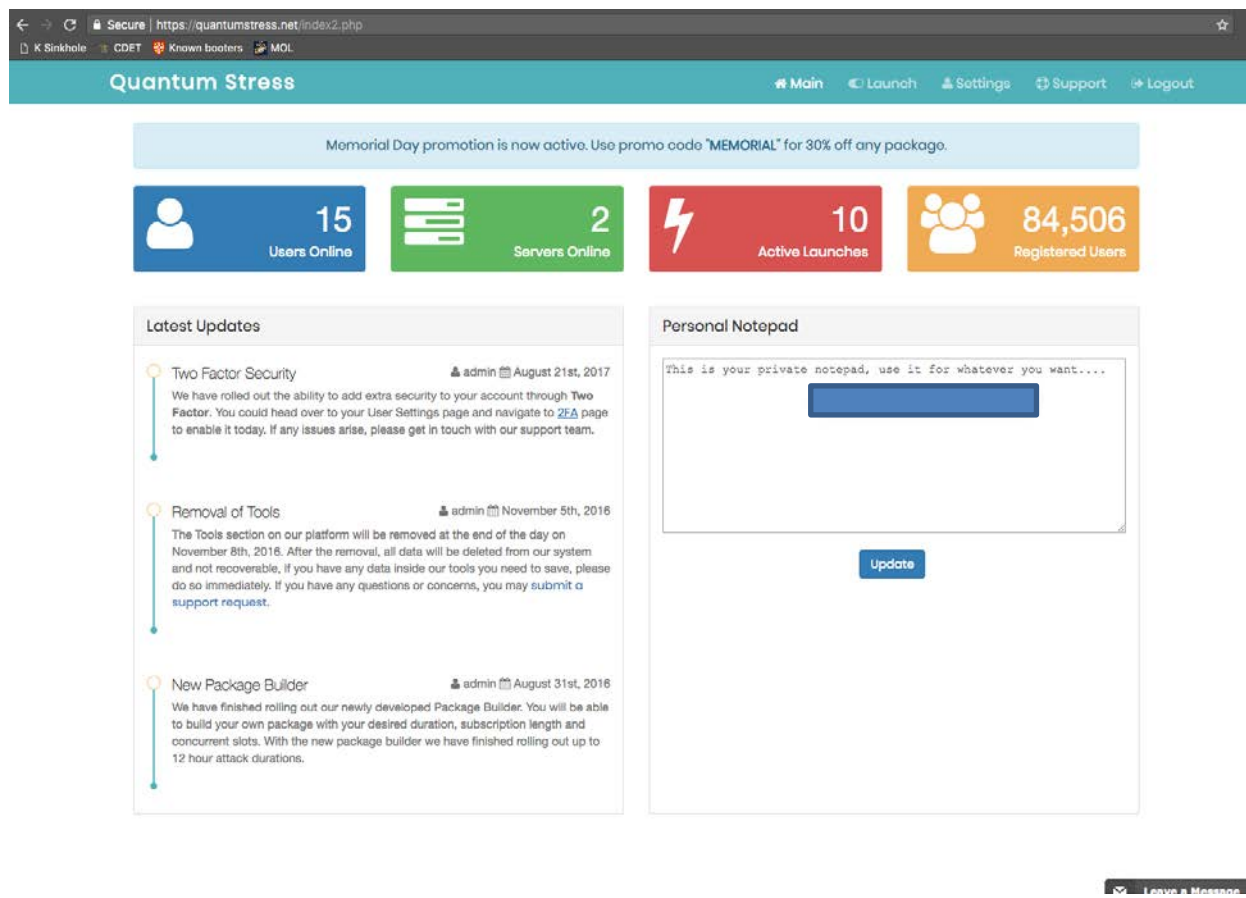 Secure | https://quantumstress.net/index2.php
K Sinkhole CDET Known booters MOL
Quantum Stress
Main Launch Settings Support Logout
Memorial Day promotion is now active. Use promo code "MEMORIAL" for 30% off any package.
15
Users Online
2
Servers Online
10
Active Launches
84,506
Registered Users
Latest Updates
Two Factor Security admin August 21st, 2017
We have rolled out the ability to add extra security to your account through Two
Factor. You could head over to your User Settings page and navigate to 2FA page
to enable it today. If any issues arise, please get in touch with our support team.
Removal of Tools admin November 5th, 2016
The Tools section on our platform will be removed at the end of the day on
November 8th, 2016. After the removal, all data will be deleted from our system
and not recoverable, if you have any data inside our tools you need to save, please
do so immediately. If you have any questions or concerns, you may submit a
support request.
New Package Builder admin August 31st, 2016
We have finished rolling out our newly developed Package Builder. You will be able
to build your own package with your desired duration, subscription length and
concurrent slots. With the new package builder we have finished rolling out up to
12 hour attack durations.
Personal Notepad
This is your private notepad, use it for whatever you want....
Update
Leave a Message